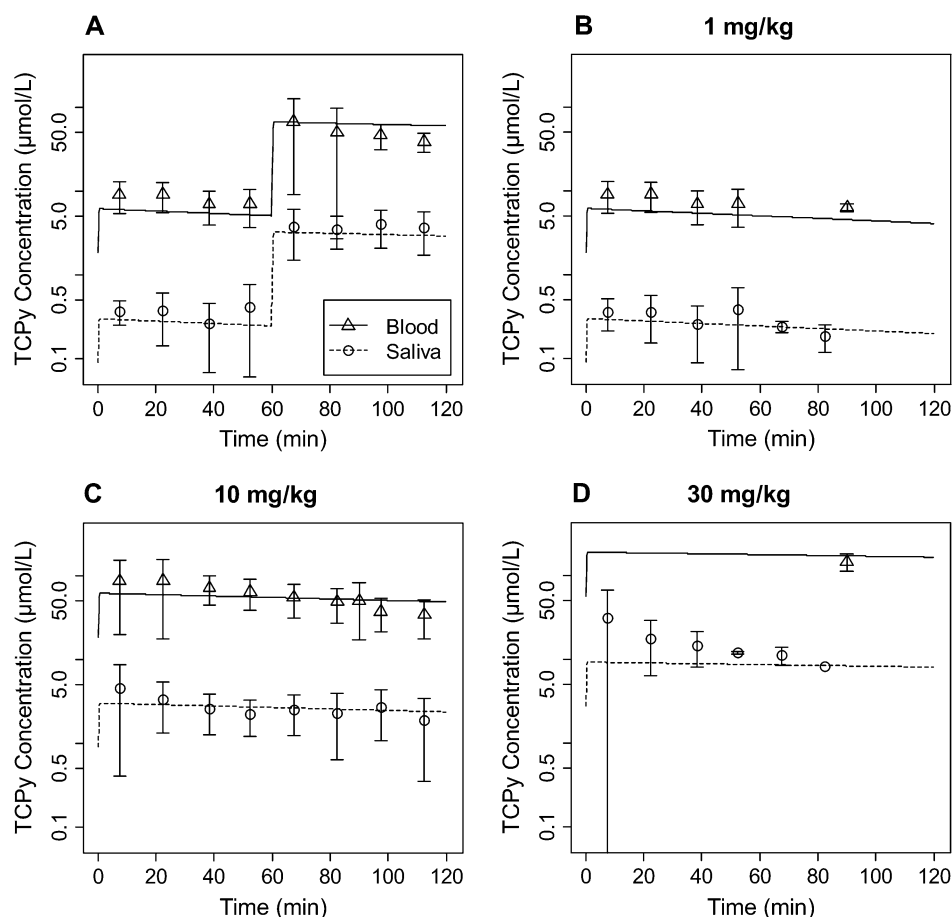 A
TCPy Concentration (µmol/L)
50.0
5.0
0.5
0.1
Blood
Saliva
0 20 40 60 80 100 120
Time (min)
B 1 mg/kg
TCPy Concentration (µmol/L)
50.0
5.0
0.5
0.1
0 20 40 60 80 100 120
Time (min)
C 10 mg/kg
TCPy Concentration (µmol/L)
50.0
5.0
0.5
0.1
0 20 40 60 80 100 120
Time (min)
D 30 mg/kg
TCPy Concentration (µmol/L)
50.0
5.0
0.5
0.1
0 20 40 60 80 100 120
Time (min)